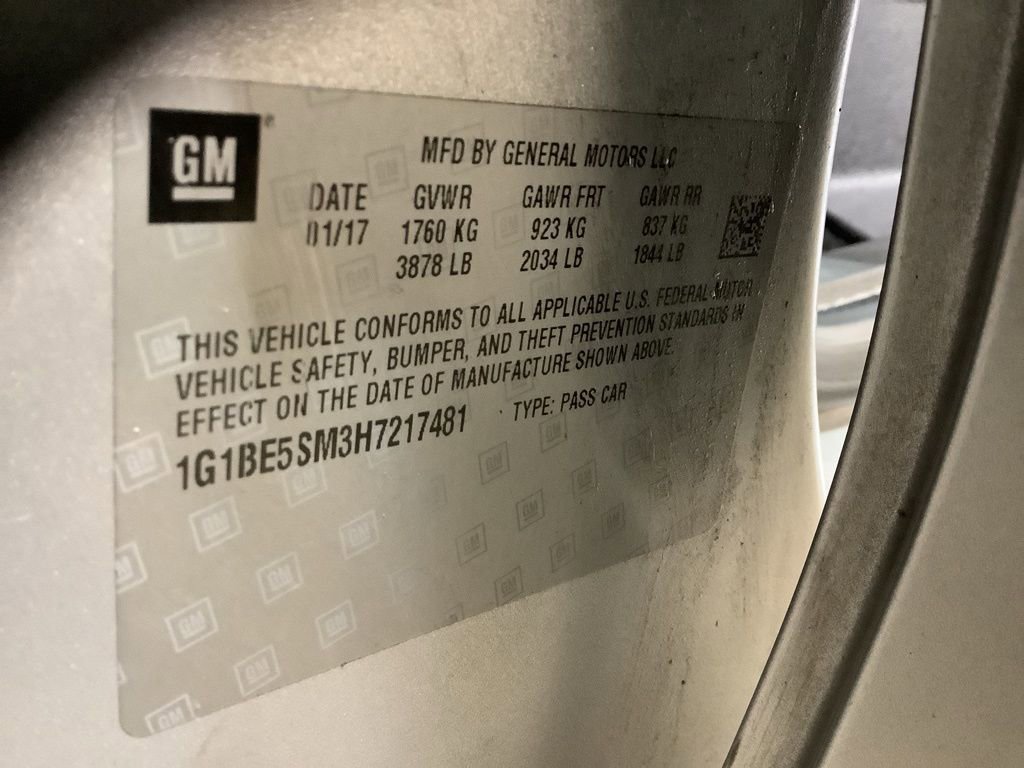 GM
MFD BY GENERAL MOTORS LLC
DATE GVWR GAWR FRT GAWR RR
01/17 1760 KG 923 KG 837 KG
3878 LB 2034 LB 1844 LB
THIS VEHICLE CONFORMS TO ALL APPLICABLE U.S. FEDERAL MOTOR
VEHICLE SAFETY, BUMPER, AND THEFT PREVENTION STANDARDS IN
EFFECT ON THE DATE OF MANUFACTURE SHOWN ABOVE.
1G1BE5SM3H7217481 TYPE: PASS CAR